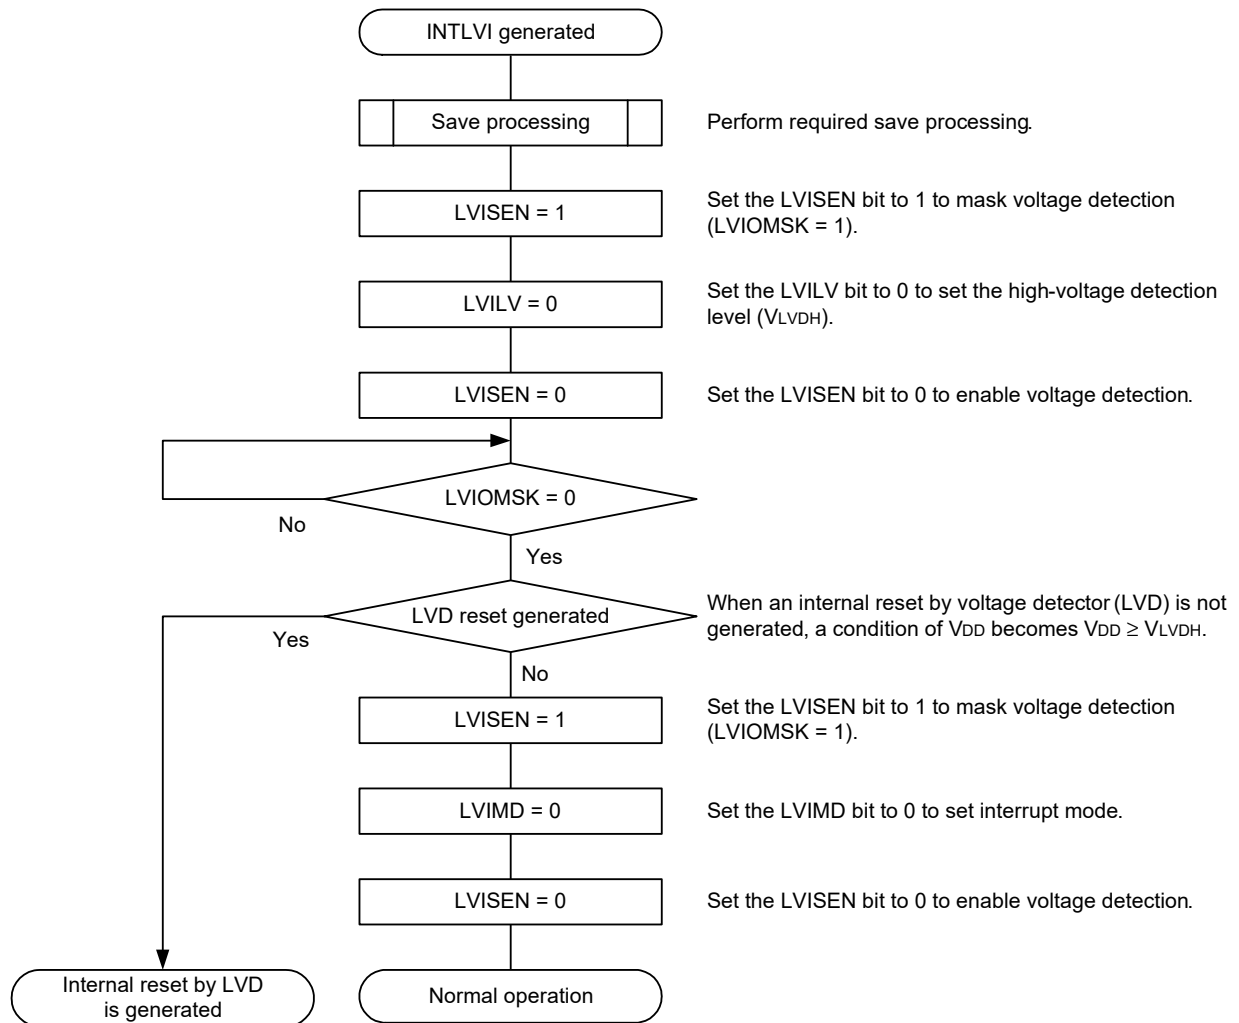 INTLVI generated
Save processing
Perform required save processing.
LVISEN = 1
Set the LVISEN bit to 1 to mask voltage detection
(LVIOMSK = 1).
LVILV = 0
Set the LVILV bit to 0 to set the high-voltage detection
level (VLVDH).
LVISEN = 0
Set the LVISEN bit to 0 to enable voltage detection.
LVIOMSK = 0
No
Yes
LVD reset generated
When an internal reset by voltage detector (LVD) is not
generated, a condition of VDD becomes VDD ≥ VLVDH.
Yes
No
LVISEN = 1
Set the LVISEN bit to 1 to mask voltage detection
(LVIOMSK = 1).
LVIMD = 0
Set the LVIMD bit to 0 to set interrupt mode.
LVISEN = 0
Set the LVISEN bit to 0 to enable voltage detection.
Internal reset by LVD
is generated
Normal operation